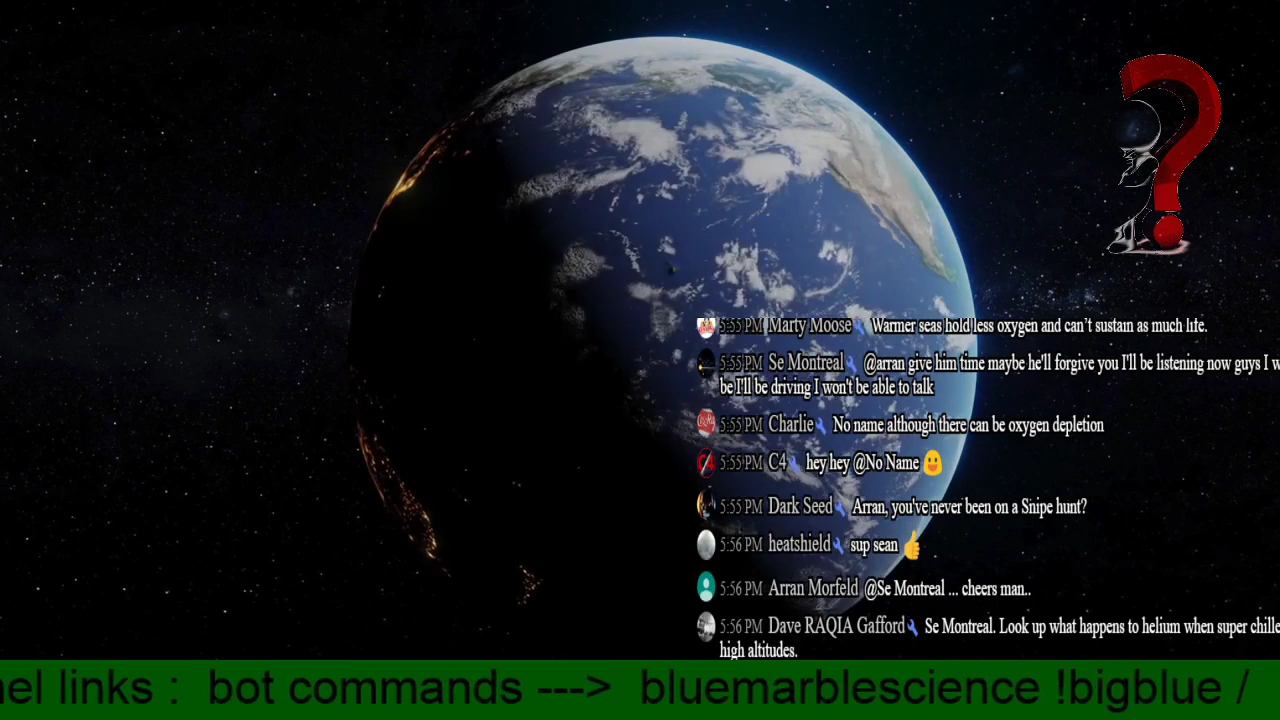 5:55 PM Marty Moose Warmer seas hold less oxygen and can't sustain as much life.
5:55 PM Se Montreal @arran give him time maybe he'll forgive you I'll be listening now guys I w
be I'll be driving I won't be able to talk
5:55 PM Charlie No name although there can be oxygen depletion
5:55 PM C4 hey hey @No Name
5:55 PM Dark Seed Arran, you've never been on a Snipe hunt?
5:56 PM heatshield sup sean
5:56 PM Arran Morfeld @Se Montreal ... cheers man..
5:56 PM Dave RAQIA Gafford Se Montreal. Look up what happens to helium when super chille
high altitudes.
nel links : bot commands ---> bluemarblescience !bigblue /